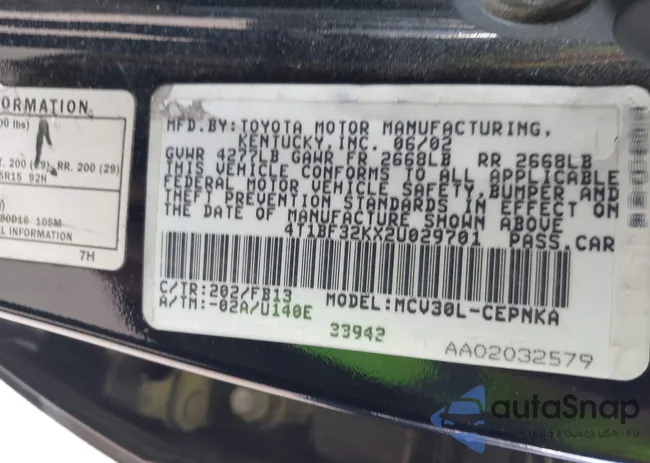 ORMATION
00 lbs)
T. 200 (29) RR. 200 (29)
5R15 92H
L INFORMATION
7H
MFD.BY:TOYOTA MOTOR MANUFACTURING,
KENTUCKY,INC. 06/02
GVWR 4277LB GAWR FR 2668LB RR 2668LB
THIS VEHICLE CONFORMS TO ALL APPLICABLE
FEDERAL MOTOR VEHICLE SAFETY,BUMPER AND
THEFT PREVENTION STANDARDS IN EFFECT ON
THE DATE OF MANUFACTURE SHOWN ABOVE
4T1BF32KX2U029701 PASS.CAR
C/TR:202/FB13
A/TM:-02A/U140E MODEL:MCV30L-CEPNKA
33942
AA02032579
autaSnap